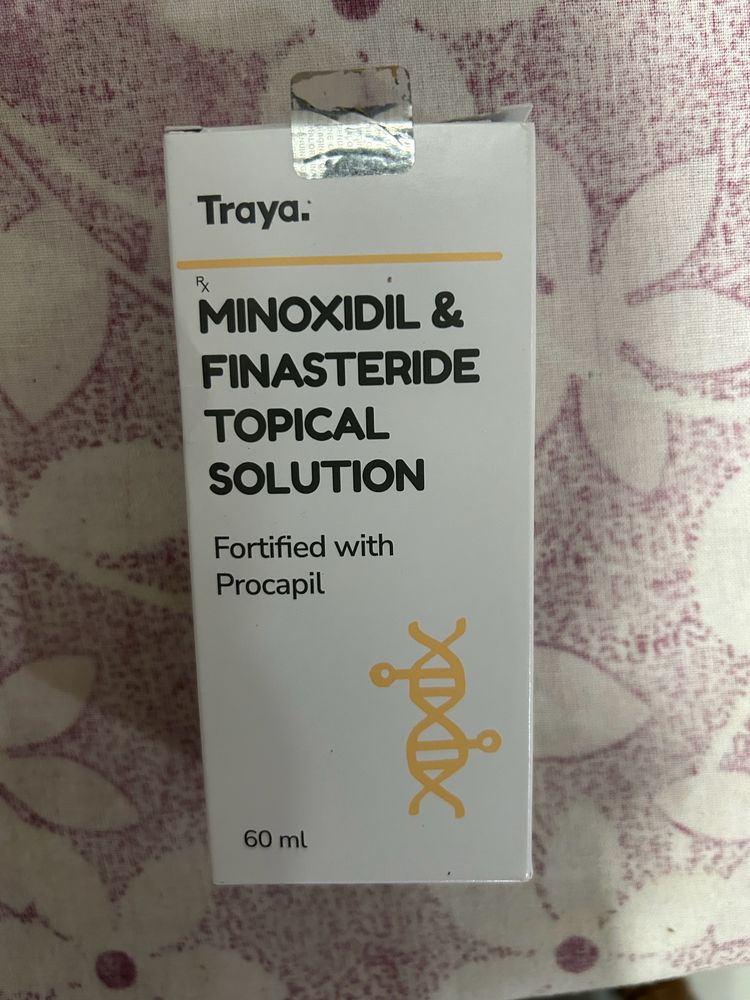 Traya.
Rx
MINOXIDIL &
FINASTERIDE
TOPICAL
SOLUTION
Fortified with
Procapil
60 ml